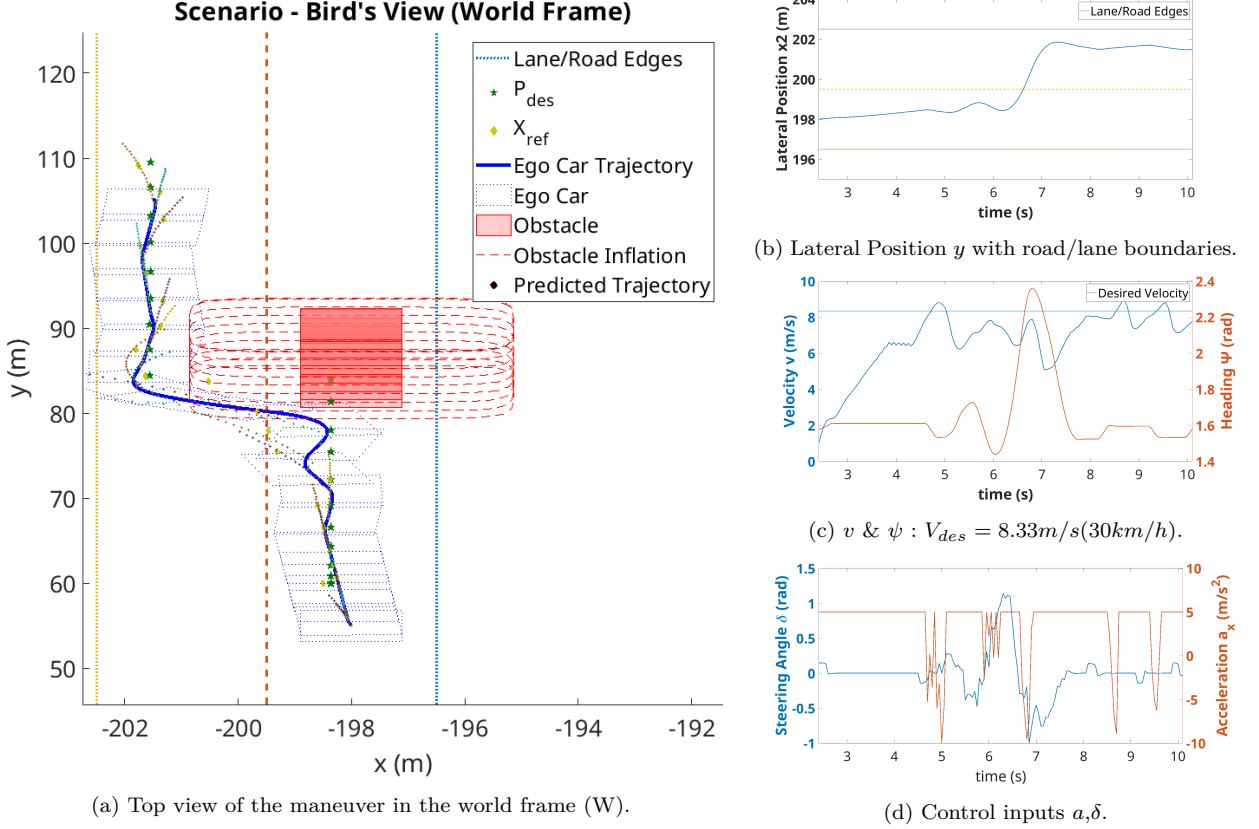 Scenario - Bird's View (World Frame)
120
110
100
90
80
70
60
50
y (m)
-202
-200
-198
-196
-194
-192
x (m)
Lane/Road Edges
P_des
X_ref
Ego Car Trajectory
Ego Car
Obstacle
Obstacle Inflation
Predicted Trajectory
(a) Top view of the maneuver in the world frame (W).
Lateral Position x2 (m)
204
202
200
198
196
Lane/Road Edges
3 4 5 6 7 8 9 10
time (s)
(b) Lateral Position y with road/lane boundaries.
Velocity v (m/s)
10
8
6
4
2
0
Desired Velocity
2.4
2.2
2
1.8
1.6
1.4
Heading Ψ (rad)
3 4 5 6 7 8 9 10
time (s)
(c) v & ψ : V_des = 8.33m/s(30km/h).
Steering Angle δ (rad)
1.5
1
0.5
0
-0.5
-1
10
5
0
-5
-10
Acceleration a_x (m/s²)
3 4 5 6 7 8 9 10
time (s)
(d) Control inputs a,δ.